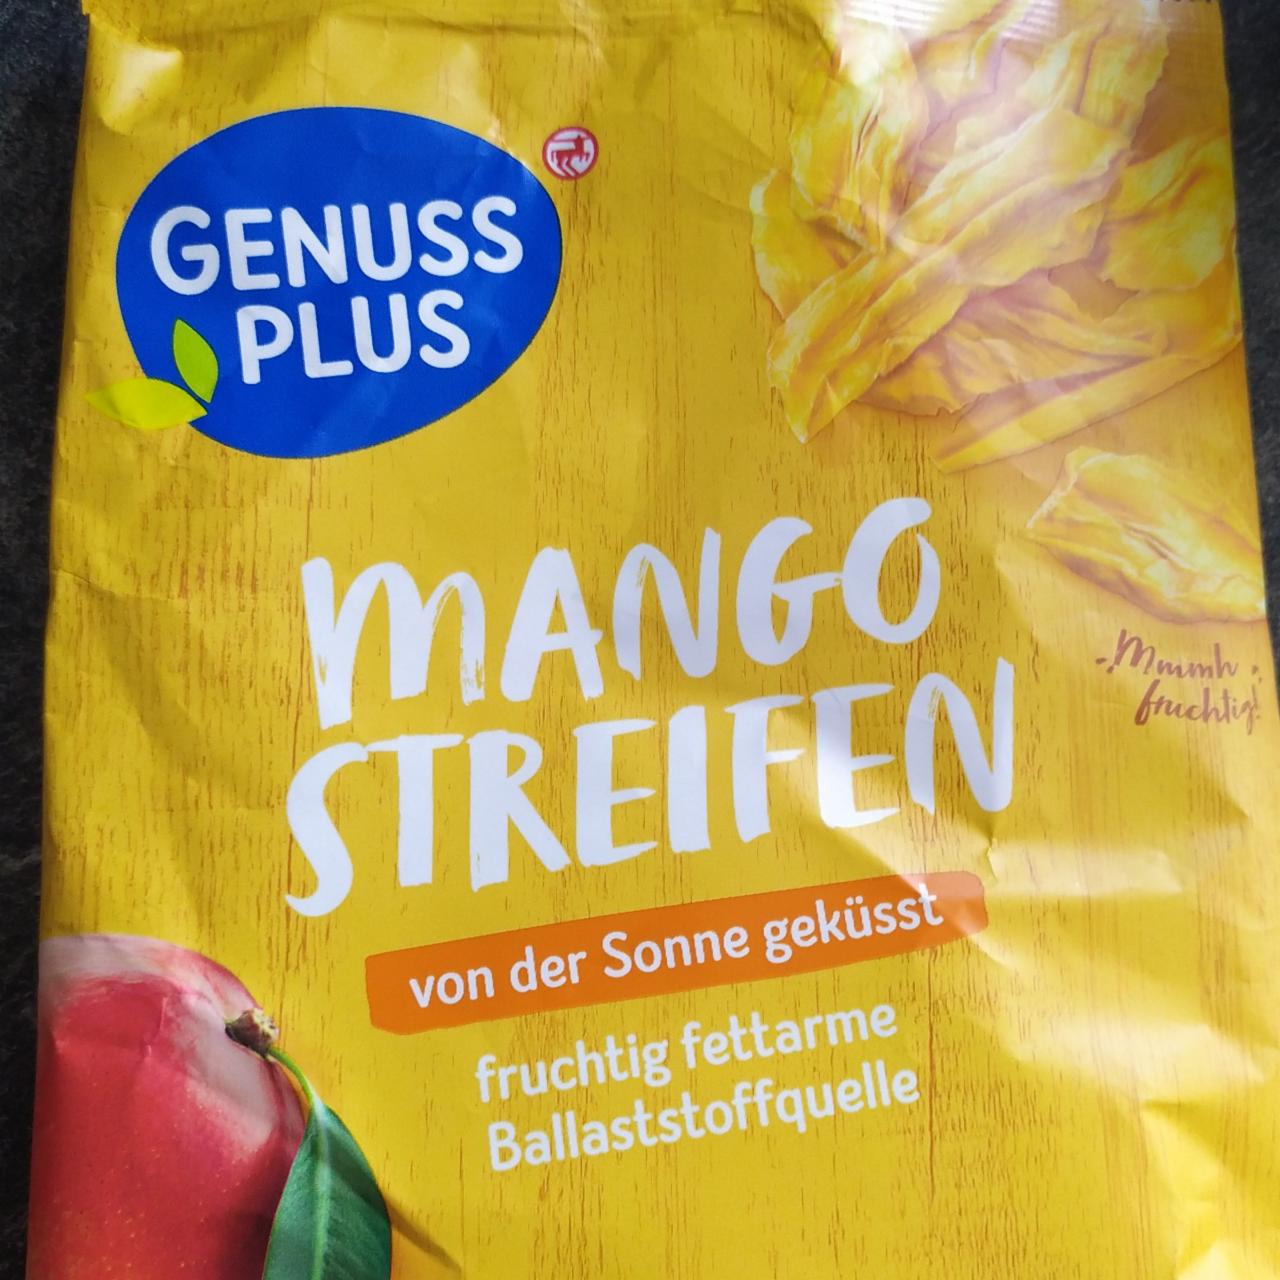 GENUSS
PLUS
MANGO
STREIFEN
Mmmh
fruchtig!
von der Sonne geküsst
fruchtig fettarme
Ballaststoffquelle